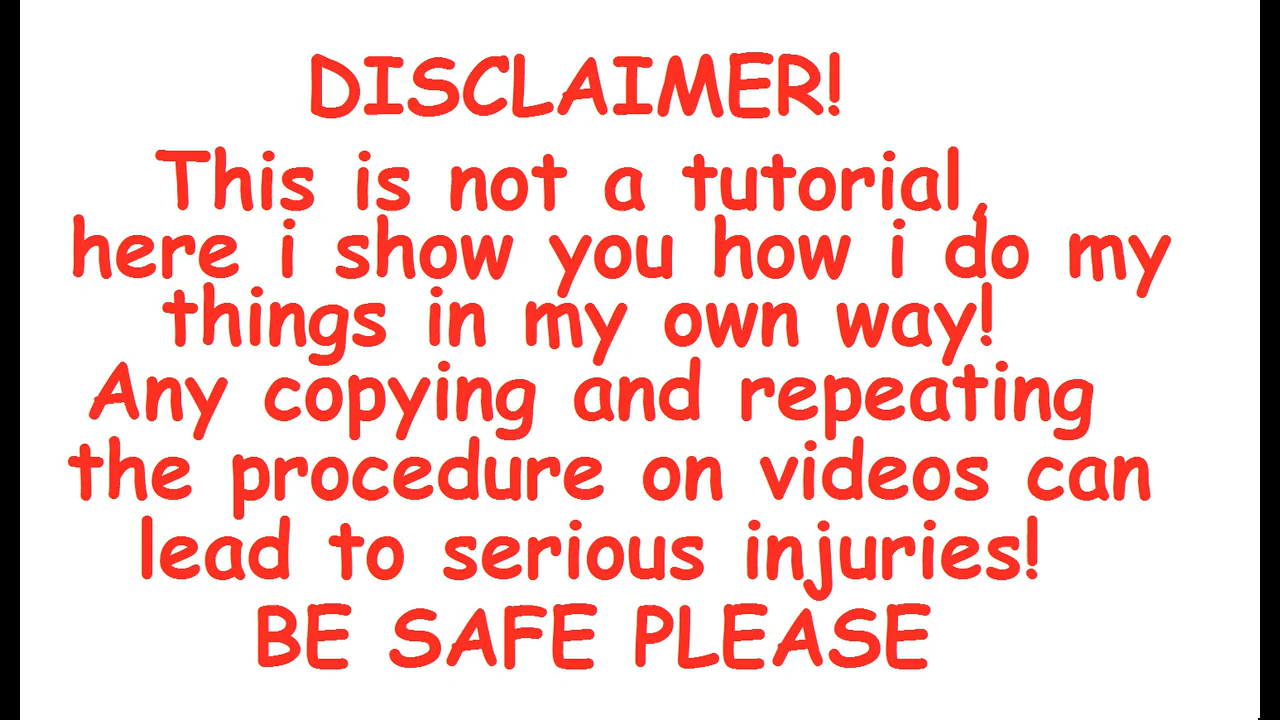 DISCLAIMER!
This is not a tutorial,
here i show you how i do my
things in my own way!
Any copying and repeating
the procedure on videos can
lead to serious injuries!
BE SAFE PLEASE